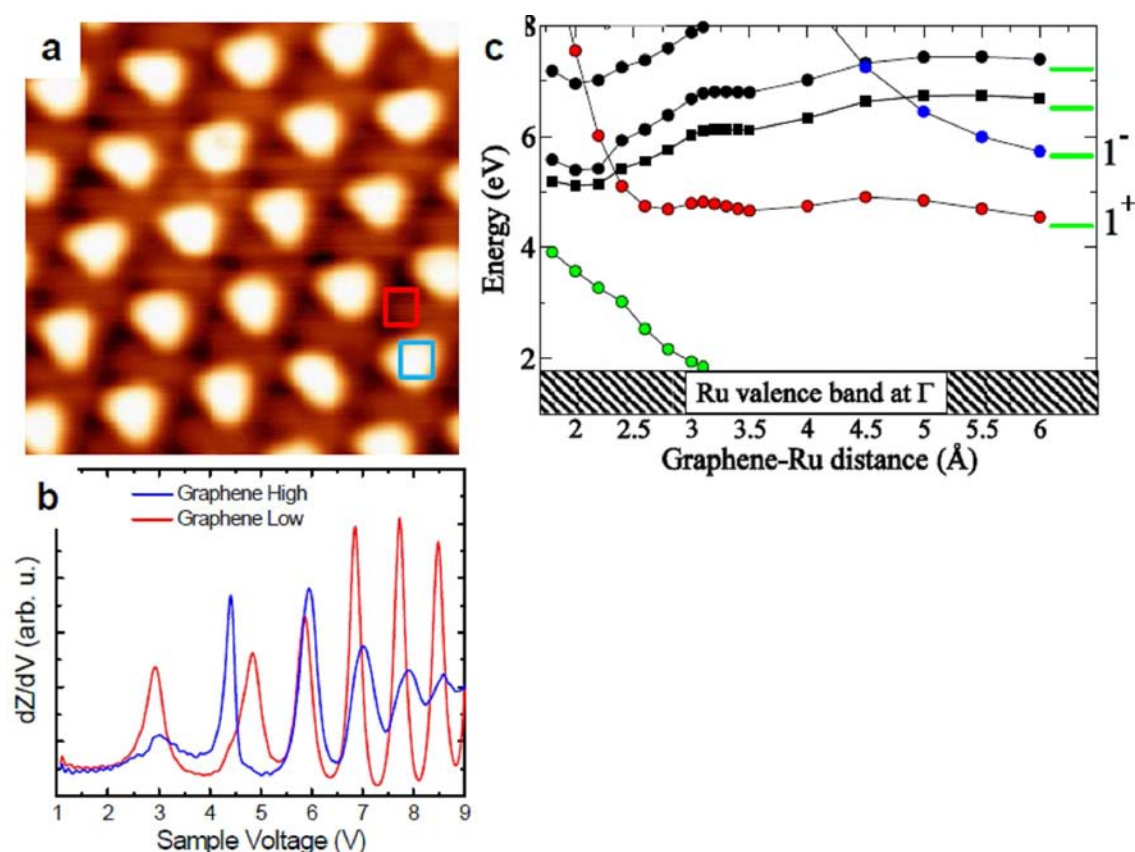 a
b
Graphene High
Graphene Low
dZ/dV (arb. u.)
1 2 3 4 5 6 7 8 9
Sample Voltage (V)
c
8
6
4
2
Energy (eV)
1-
1+
Ru valence band at Γ
2 2.5 3 3.5 4 4.5 5 5.5 6
Graphene-Ru distance (Å)